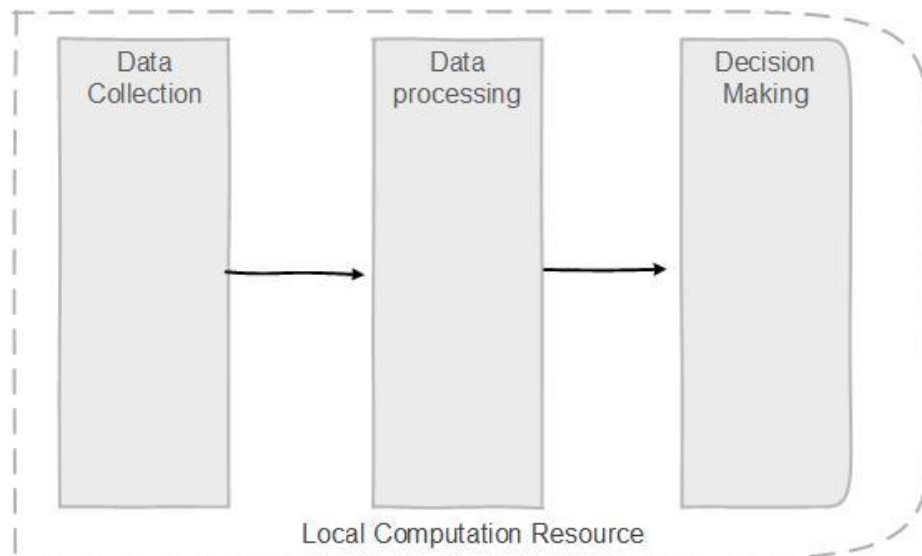 Data
Collection
Data
processing
Decision
Making
Local Computation Resource